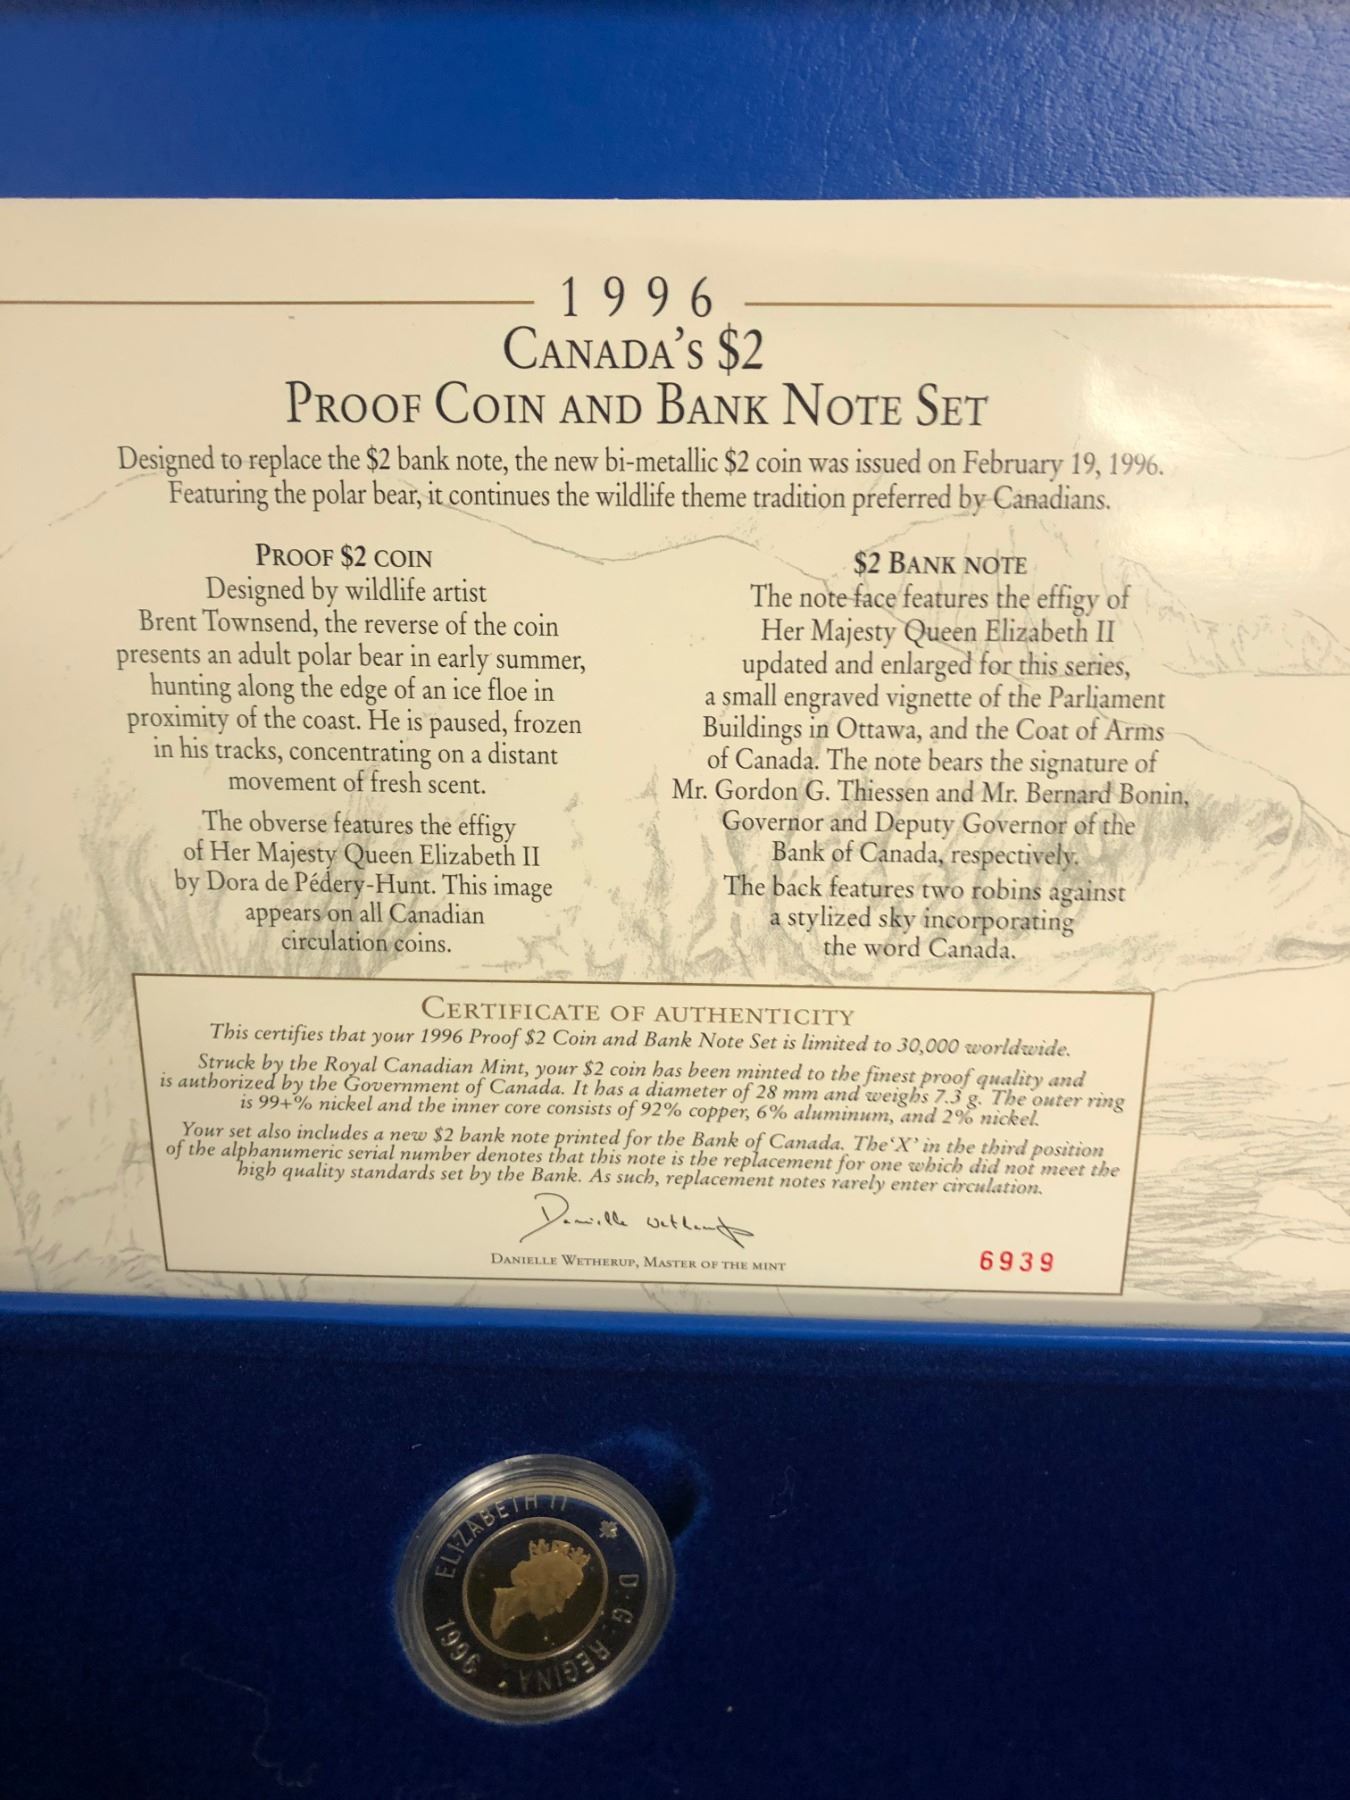 1996
CANADA'S $2
PROOF COIN AND BANK NOTE SET
Designed to replace the $2 bank note, the new bi-metallic $2 coin was issued on February 19, 1996.
Featuring the polar bear, it continues the wildlife theme tradition preferred by Canadians.
PROOF $2 COIN
Designed by wildlife artist
Brent Townsend, the reverse of the coin
presents an adult polar bear in early summer,
hunting along the edge of an ice floe in
proximity of the coast. He is paused, frozen
in his tracks, concentrating on a distant
movement of fresh scent.
The obverse features the effigy
of Her Majesty Queen Elizabeth II
by Dora de Pédery-Hunt. This image
appears on all Canadian
circulation coins.
$2 BANK NOTE
The note face features the effigy of
Her Majesty Queen Elizabeth II
updated and enlarged for this series,
a small engraved vignette of the Parliament
Buildings in Ottawa, and the Coat of Arms
of Canada. The note bears the signature of
Mr. Gordon G. Thiessen and Mr. Bernard Bonin,
Governor and Deputy Governor of the
Bank of Canada, respectively.
The back features two robins against
a stylized sky incorporating
the word Canada.
CERTIFICATE OF AUTHENTICITY
This certifies that your 1996 Proof $2 Coin and Bank Note Set is limited to 30,000 worldwide.
Struck by the Royal Canadian Mint, your $2 coin has been minted to the finest proof quality and
is authorized by the Government of Canada. It has a diameter of 28 mm and weighs 7.3 g. The outer ring
is 99+% nickel and the inner core consists of 92% copper, 6% aluminum, and 2% nickel.
Your set also includes a new $2 bank note printed for the Bank of Canada. The 'X' in the third position
of the alphanumeric serial number denotes that this note is the replacement for one which did not meet the
high quality standards set by the Bank. As such, replacement notes rarely enter circulation.
Danielle Wetherup
DANIELLE WETHERUP, MASTER OF THE MINT
6939
ELIZABETH II D·G·REGINA
1996